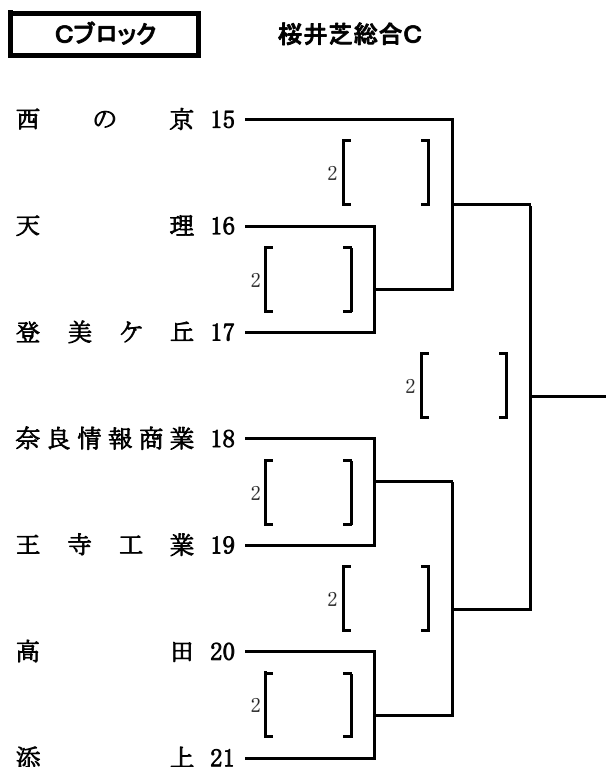 Cブロック 桜井芝総合C
西の京 15
2
天理 16
2
登美ケ丘 17
2
奈良情報商業 18
2
王寺工業 19
2
高田 20
2
添上 21